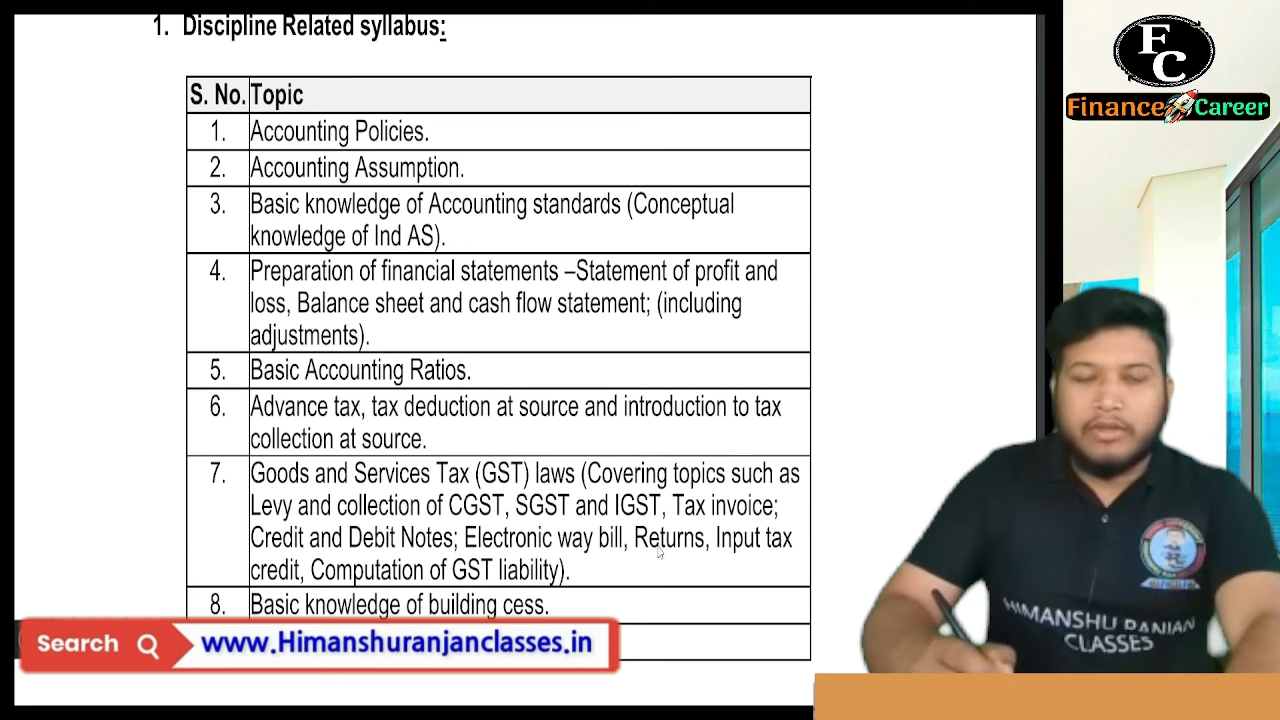 1. Discipline Related syllabus:
S. No. Topic
1. Accounting Policies.
2. Accounting Assumption.
3. Basic knowledge of Accounting standards (Conceptual
knowledge of Ind AS).
4. Preparation of financial statements –Statement of profit and
loss, Balance sheet and cash flow statement; (including
adjustments).
5. Basic Accounting Ratios.
6. Advance tax, tax deduction at source and introduction to tax
collection at source.
7. Goods and Services Tax (GST) laws (Covering topics such as
Levy and collection of CGST, SGST and IGST, Tax invoice;
Credit and Debit Notes; Electronic way bill, Returns, Input tax
credit, Computation of GST liability).
8. Basic knowledge of building cess.
Search www.Himanshuranjanclasses.in
F
C
Finance Career
HIMANSHU RANJAN
CLASSES